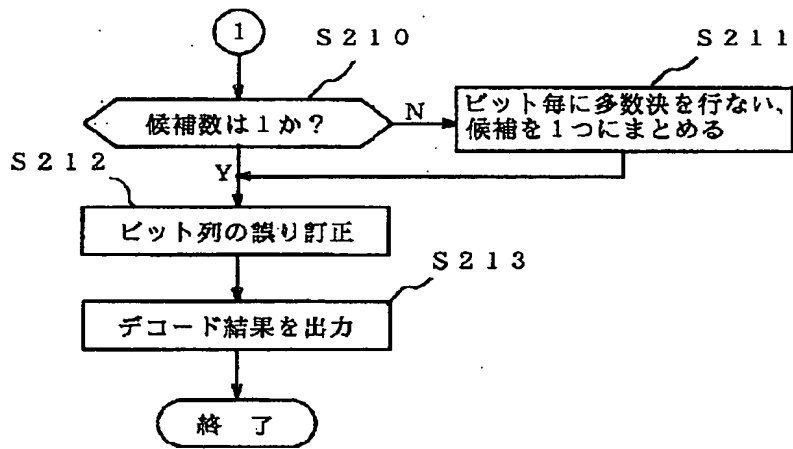 1
S210
S211
候補数は1か?
N
ビット毎に多数決を行ない、
候補を1つにまとめる
S212
Y
ビット列の誤り訂正
S213
デコード結果を出力
終 了